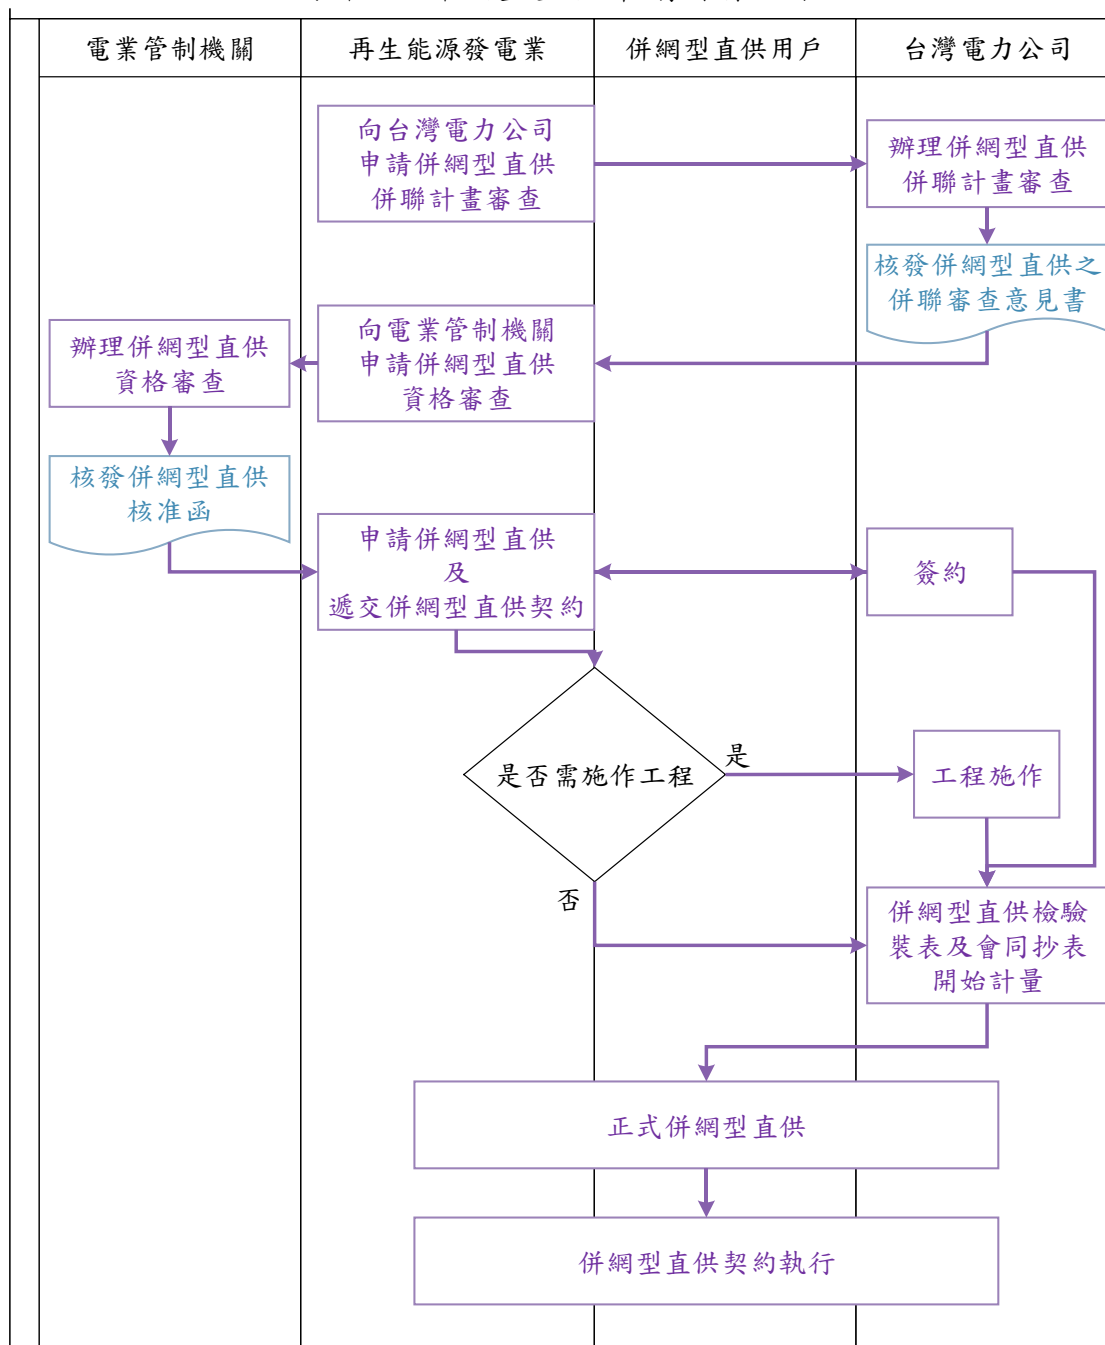 電業管制機關
再生能源發電業
併網型直供用戶
台灣電力公司
向台灣電力公司
申請併網型直供
併聯計畫審查
辦理併網型直供
併聯計畫審查
核發併網型直供之
併聯審查意見書
向電業管制機關
申請併網型直供
資格審查
辦理併網型直供
資格審查
核發併網型直供
核准函
申請併網型直供
及
遞交併網型直供契約
簽約
是否需施作工程
是
工程施作
否
併網型直供檢驗
裝表及會同抄表
開始計量
正式併網型直供
併網型直供契約執行